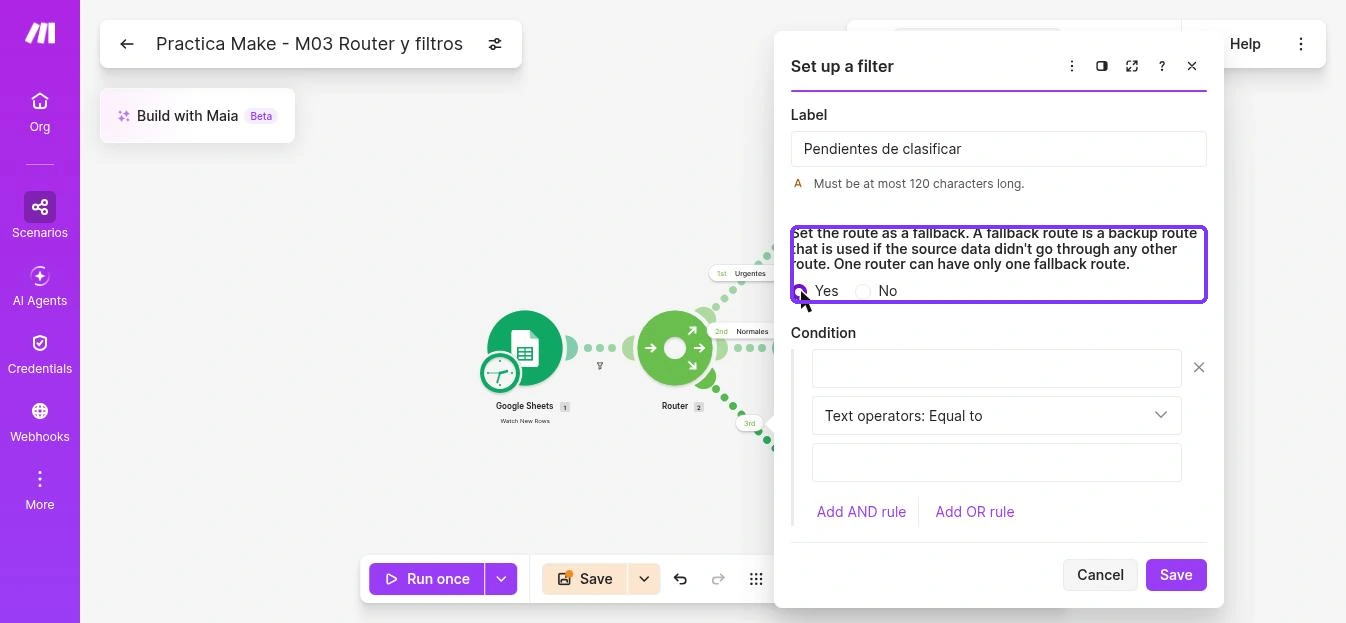 Practica Make - M03 Router y filtros
Help
Build with Maia Beta
Org
Scenarios
AI Agents
Credentials
Webhooks
More
1st Urgentes
2nd Normales
3rd
Google Sheets 1
Watch New Rows
Router 2
Run once
Save
Set up a filter
?
Label
Pendientes de clasificar
A Must be at most 120 characters long.
Set the route as a fallback. A fallback route is a backup route
that is used if the source data didn't go through any other
route. One router can have only one fallback route.
Yes No
Condition
Text operators: Equal to
Add AND rule Add OR rule
Cancel Save